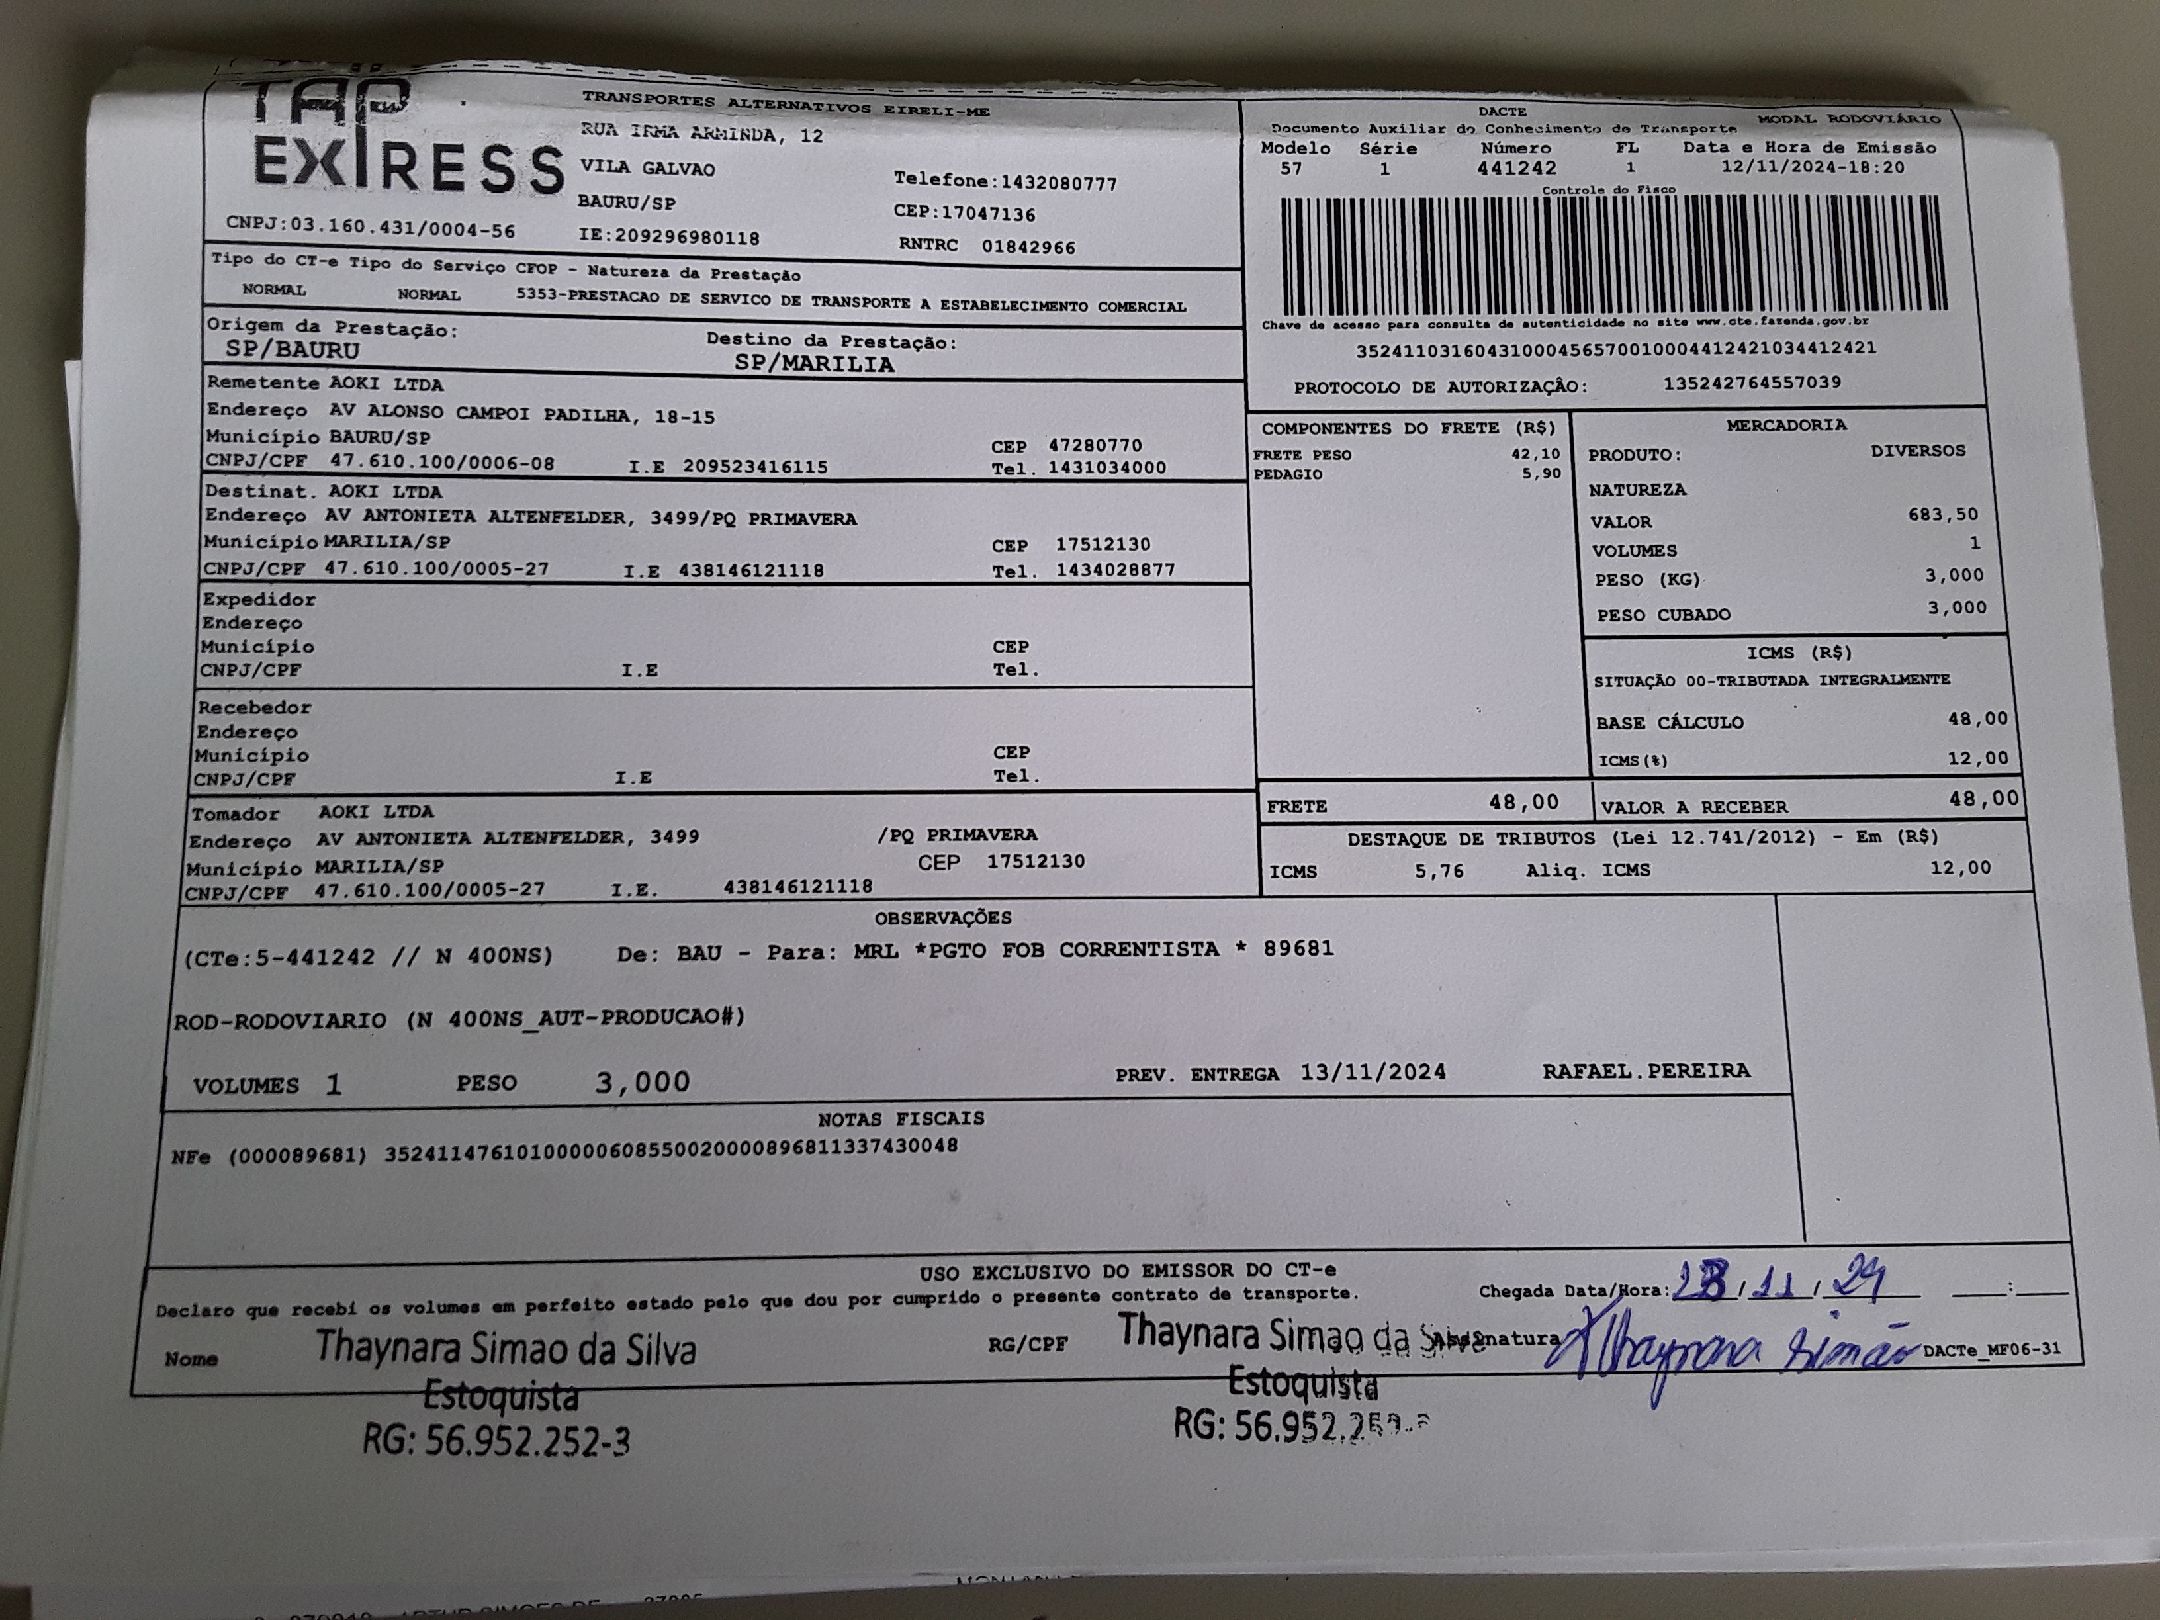 TAP
EXPRESS
TRANSPORTES ALTERNATIVOS EIRELI-ME
RUA IRMA ARMINDA, 12
VILA GALVAO
Telefone:1432080777
BAURU/SP
CEP:17047136
CNPJ:03.160.431/0004-56
IE:209296980118
RNTRC 01842966
DACTE
MODAL RODOVIÁRIO
Documento Auxiliar do Conhecimento de Transporte
Modelo Série Número FL Data e Hora de Emissão
57 1 441242 1 12/11/2024-18:20
Controle do Fisco
Chave de acesso para consulta de autenticidade no site www.cte.fazenda.gov.br
35241103160431000456570010004412421034412421
PROTOCOLO DE AUTORIZAÇÂO: 135242764557039
Tipo do CT-e Tipo do Serviço CFOP - Natureza da Prestação
NORMAL NORMAL 5353-PRESTACAO DE SERVICO DE TRANSPORTE A ESTABELECIMENTO COMERCIAL
Origem da Prestação: Destino da Prestação:
SP/BAURU SP/MARILIA
Remetente AOKI LTDA
Endereço AV ALONSO CAMPOI PADILHA, 18-15
Município BAURU/SP CEP 47280770
CNPJ/CPF 47.610.100/0006-08 I.E 209523416115 Tel. 1431034000
Destinat. AOKI LTDA
Endereço AV ANTONIETA ALTENFELDER, 3499/PQ PRIMAVERA
Município MARILIA/SP CEP 17512130
CNPJ/CPF 47.610.100/0005-27 I.E 438146121118 Tel. 1434028877
Expedidor
Endereço
Município CEP
CNPJ/CPF I.E Tel.
Recebedor
Endereço
Município CEP
CNPJ/CPF I.E Tel.
Tomador AOKI LTDA
Endereço AV ANTONIETA ALTENFELDER, 3499 /PQ PRIMAVERA
Município MARILIA/SP CEP 17512130
CNPJ/CPF 47.610.100/0005-27 I.E. 438146121118
COMPONENTES DO FRETE (R$)
FRETE PESO 42,10
PEDAGIO 5,90
MERCADORIA
PRODUTO: DIVERSOS
NATUREZA
VALOR 683,50
VOLUMES 1
PESO (KG) 3,000
PESO CUBADO 3,000
ICMS (R$)
SITUAÇÃO 00-TRIBUTADA INTEGRALMENTE
BASE CÁLCULO 48,00
ICMS(%) 12,00
FRETE 48,00 VALOR A RECEBER 48,00
DESTAQUE DE TRIBUTOS (Lei 12.741/2012) - Em (R$)
ICMS 5,76 Aliq. ICMS 12,00
OBSERVAÇÕES
(CTe:5-441242 // N 400NS) De: BAU - Para: MRL *PGTO FOB CORRENTISTA * 89681
ROD-RODOVIARIO (N 400NS_AUT-PRODUCAO#)
VOLUMES 1 PESO 3,000 PREV. ENTREGA 13/11/2024 RAFAEL.PEREIRA
NOTAS FISCAIS
NFe (000089681) 35241147610100000608550020000896811337430048
USO EXCLUSIVO DO EMISSOR DO CT-e
Declaro que recebi os volumes em perfeito estado pelo que dou por cumprido o presente contrato de transporte.
Chegada Data/Hora: 13/11/24 __:__
Nome Thaynara Simao da Silva
Estoquista
RG: 56.952.252-3
RG/CPF Thaynara Simao da Silva
Estoquista
RG: 56.952.252-3
Assinatura Thaynara Simão
DACTe_MF06-31